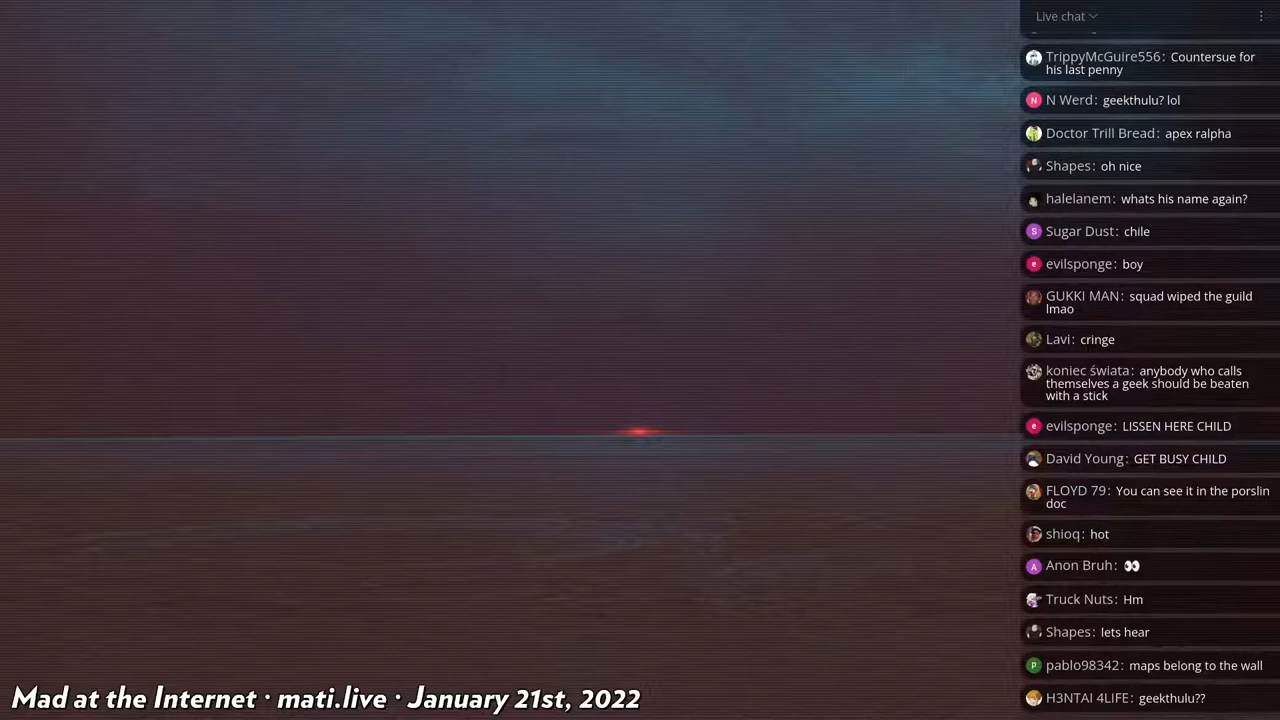 Live chat
TrippyMcGuire556: Countersue for
his last penny
N Werd: geekthulu? lol
Doctor Trill Bread: apex ralpha
Shapes: oh nice
halelanem: whats his name again?
Sugar Dust: chile
evilsponge: boy
GUKKI MAN: squad wiped the guild
lmao
Lavi: cringe
koniec świata: anybody who calls
themselves a geek should be beaten
with a stick
evilsponge: LISSEN HERE CHILD
David Young: GET BUSY CHILD
FLOYD 79: You can see it in the porslin
doc
shioq: hot
Anon Bruh: 👀
Truck Nuts: Hm
Shapes: lets hear
pablo98342: maps belong to the wall
H3NTAI 4LIFE: geekthulu??
Mad at the Internet · mati.live · January 21st, 2022